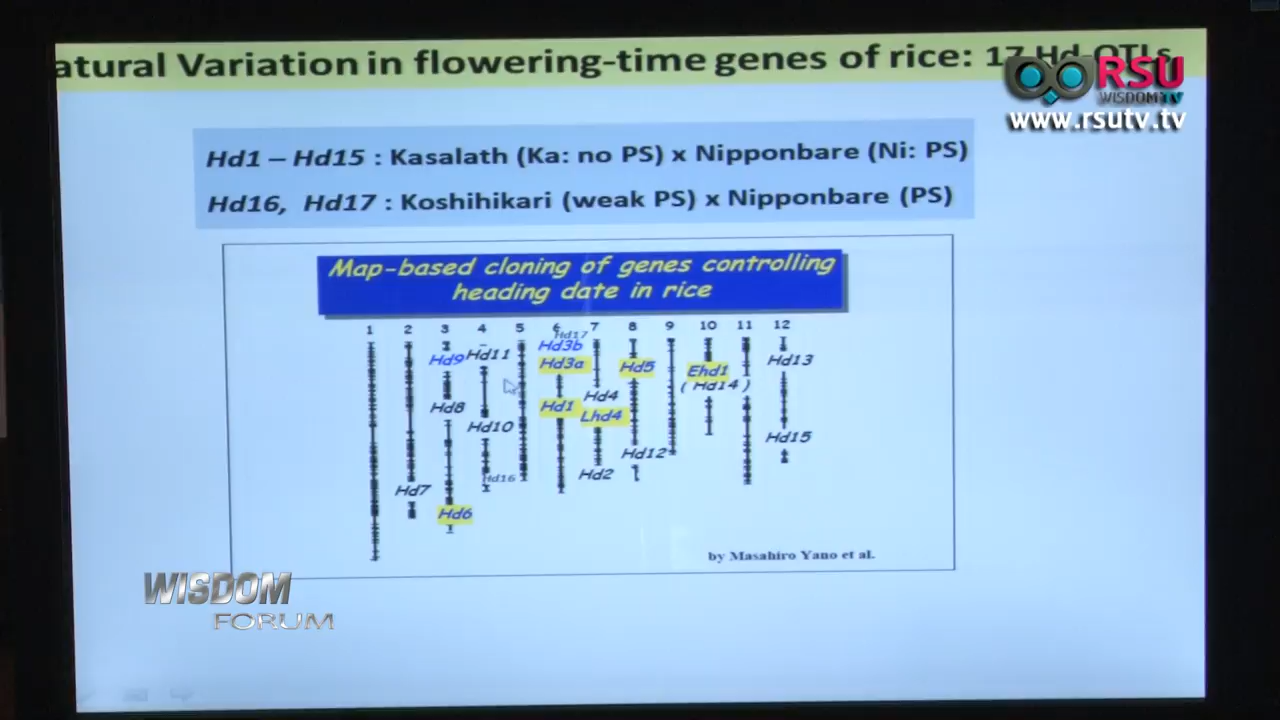 atural Variation in flowering-time genes of rice: 17 Hd-QTLs
RSU
WISDOM TV
www.rsutv.tv
Hd1 – Hd15 : Kasalath (Ka: no PS) x Nipponbare (Ni: PS)
Hd16, Hd17 : Koshihikari (weak PS) x Nipponbare (PS)
Map-based cloning of genes controlling
heading date in rice
1 2 3 4 5 6 7 8 9 10 11 12
Hd17
Hd3b
Hd9 Hd11 Hd3a Hd5 Ehd1 Hd13
(Hd14)
Hd8 Hd1 Hd4
Lhd4
Hd10 Hd12 Hd15
Hd7 Hd16 Hd2
Hd6
by Masahiro Yano et al.
WISDOM
FORUM